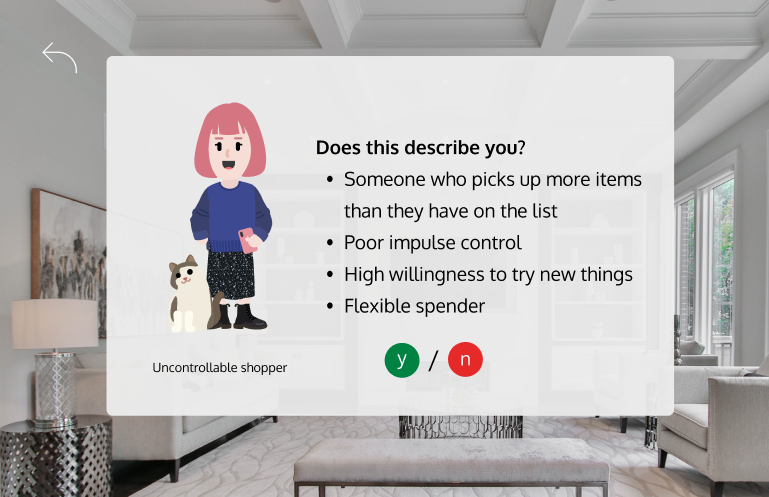 Does this describe you?
• Someone who picks up more items
than they have on the list
• Poor impulse control
• High willingness to try new things
• Flexible spender
y / n
Uncontrollable shopper